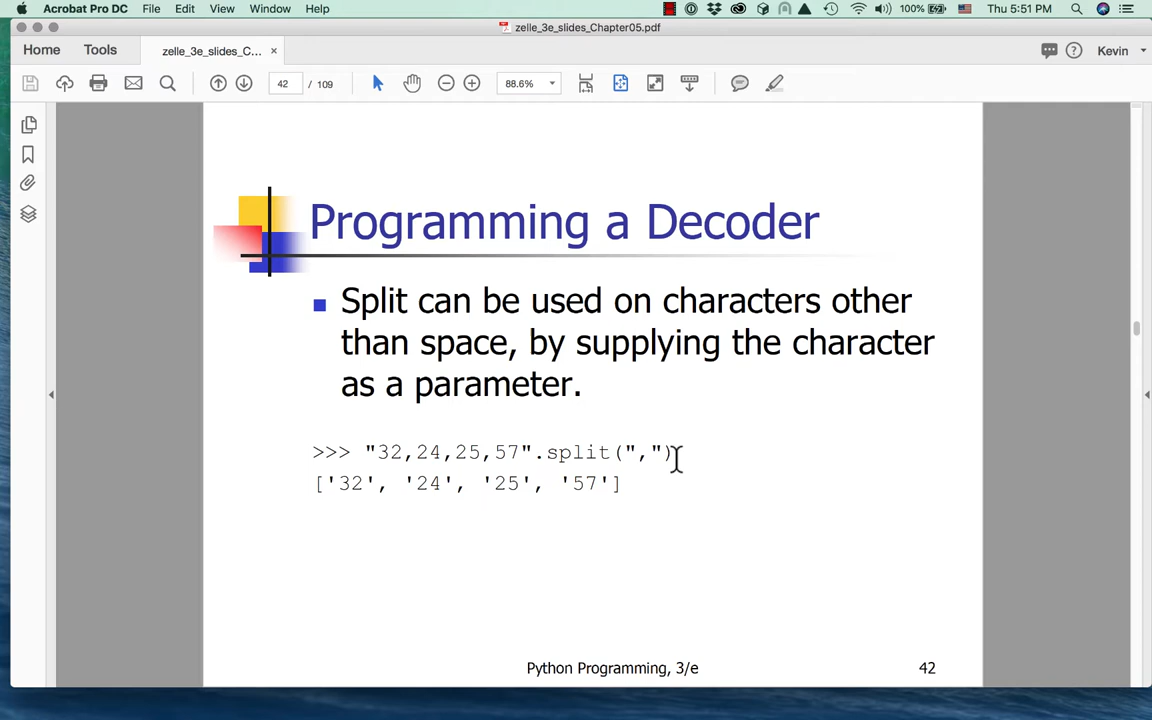 Acrobat Pro DC File Edit View Window Help 100% Thu 5:51 PM
zelle_3e_slides_Chapter05.pdf
Home Tools zelle_3e_slides_C... × Kevin
42 / 109 88.6%
Programming a Decoder
Split can be used on characters other
than space, by supplying the character
as a parameter.
>>> "32,24,25,57".split(",")
['32', '24', '25', '57']
Python Programming, 3/e 42